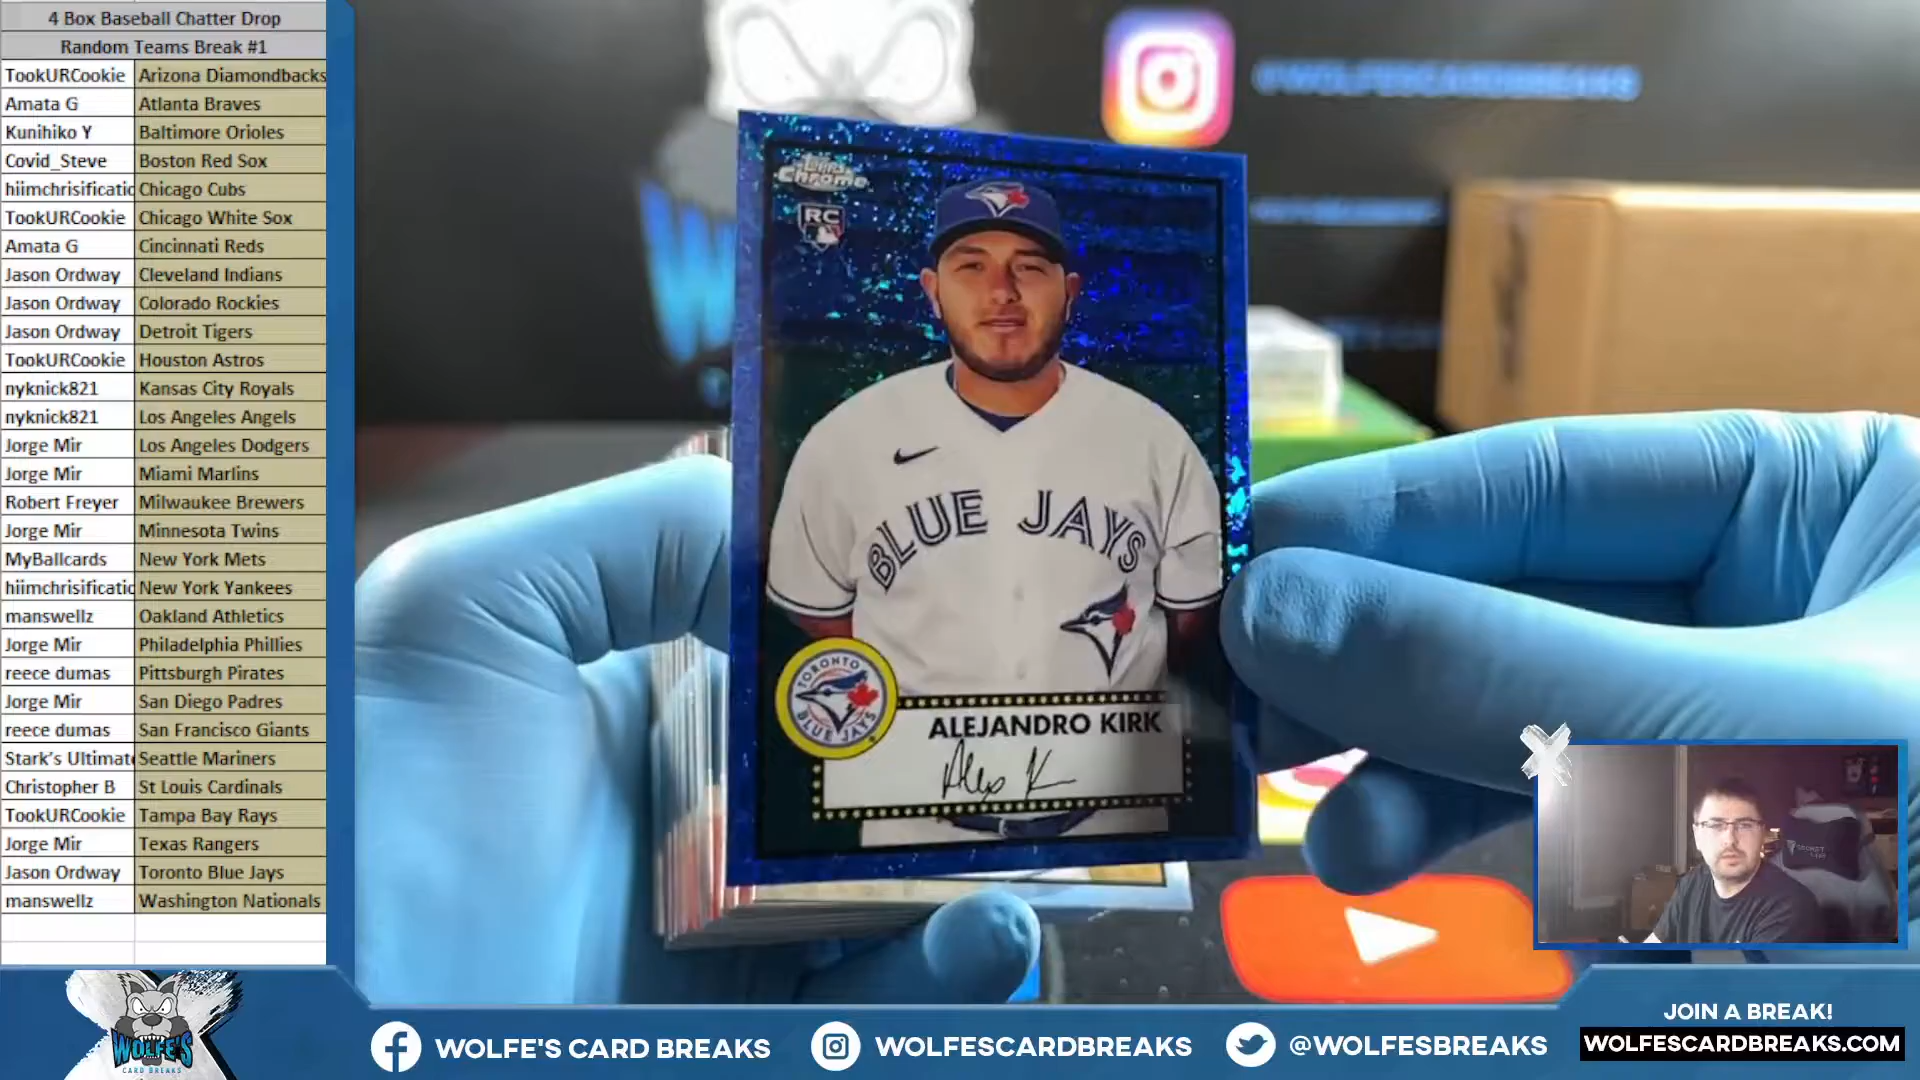 4 Box Baseball Chatter Drop
Random Teams Break #1
TookURCookie Arizona Diamondbacks
Amata G Atlanta Braves
Kunihiko Y Baltimore Orioles
Covid_Steve Boston Red Sox
hiimchrisificatio Chicago Cubs
TookURCookie Chicago White Sox
Amata G Cincinnati Reds
Jason Ordway Cleveland Indians
Jason Ordway Colorado Rockies
Jason Ordway Detroit Tigers
TookURCookie Houston Astros
nyknick821 Kansas City Royals
nyknick821 Los Angeles Angels
Jorge Mir Los Angeles Dodgers
Jorge Mir Miami Marlins
Robert Freyer Milwaukee Brewers
Jorge Mir Minnesota Twins
MyBallcards New York Mets
hiimchrisificatio New York Yankees
manswellz Oakland Athletics
Jorge Mir Philadelphia Phillies
reece dumas Pittsburgh Pirates
Jorge Mir San Diego Padres
reece dumas San Francisco Giants
Stark's Ultimate Seattle Mariners
Christopher B St Louis Cardinals
TookURCookie Tampa Bay Rays
Jorge Mir Texas Rangers
Jason Ordway Toronto Blue Jays
manswellz Washington Nationals
@WOLFESCARDBREAKS
Topps
Chrome
RC
BLUE JAYS
TORONTO
BLUE JAYS
ALEJANDRO KIRK
Alex K
WOLFE'S
CARD BREAKS
WOLFE'S CARD BREAKS
WOLFESCARDBREAKS
@WOLFESBREAKS
JOIN A BREAK!
WOLFESCARDBREAKS.COM